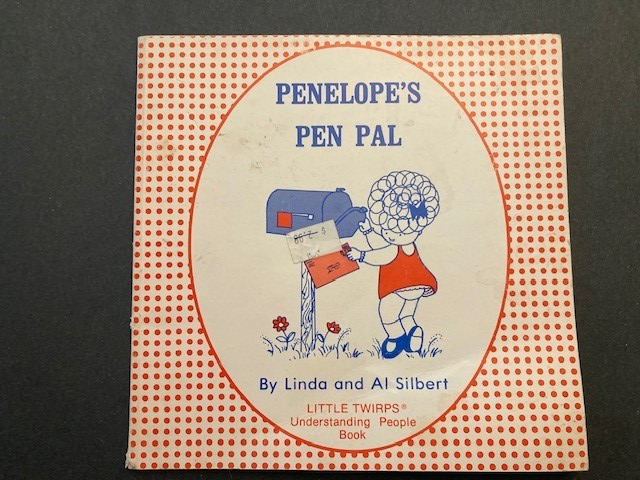 PENELOPE'S
PEN PAL
By Linda and Al Silbert
LITTLE TWIRPS®
Understanding People
Book